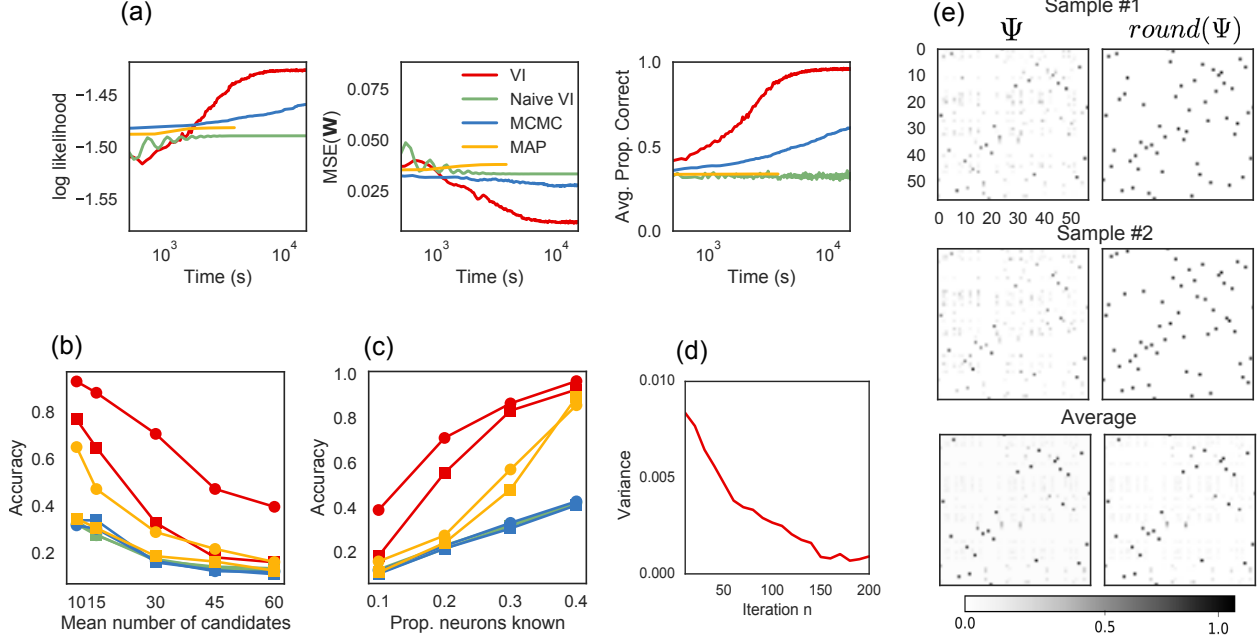 (a)
log likelihood
−1.45
−1.50
−1.55
10³
10⁴
Time (s)
MSE(W)
0.075
0.050
0.025
VI
Naive VI
MCMC
MAP
10³
10⁴
Time (s)
Avg. Prop. Correct
1.0
0.5
0.0
10³
10⁴
Time (s)
(b)
Accuracy
0.8
0.6
0.4
0.2
10 15 30 45 60
Mean number of candidates
(c)
Accuracy
1.0
0.8
0.6
0.4
0.2
0.1 0.2 0.3 0.4
Prop. neurons known
(d)
Variance
0.010
0.005
0.000
50 100 150 200
Iteration n
(e)
Sample #1
Ψ
round(Ψ)
0
10
20
30
40
50
0 10 20 30 40 50
Sample #2
Average
0.0 0.5 1.0